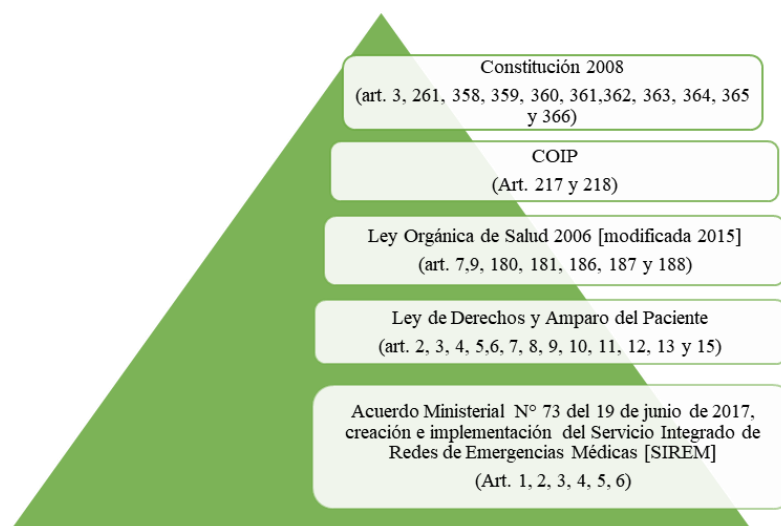 Constitución 2008
(art. 3, 261, 358, 359, 360, 361,362, 363, 364, 365
y 366)
COIP
(Art. 217 y 218)
Ley Orgánica de Salud 2006 [modificada 2015]
(art. 7,9, 180, 181, 186, 187 y 188)
Ley de Derechos y Amparo del Paciente
(art. 2, 3, 4, 5,6, 7, 8, 9, 10, 11, 12, 13 y 15)
Acuerdo Ministerial N° 73 del 19 de junio de 2017,
creación e implementación del Servicio Integrado de
Redes de Emergencias Médicas [SIREM]
(Art. 1, 2, 3, 4, 5, 6)